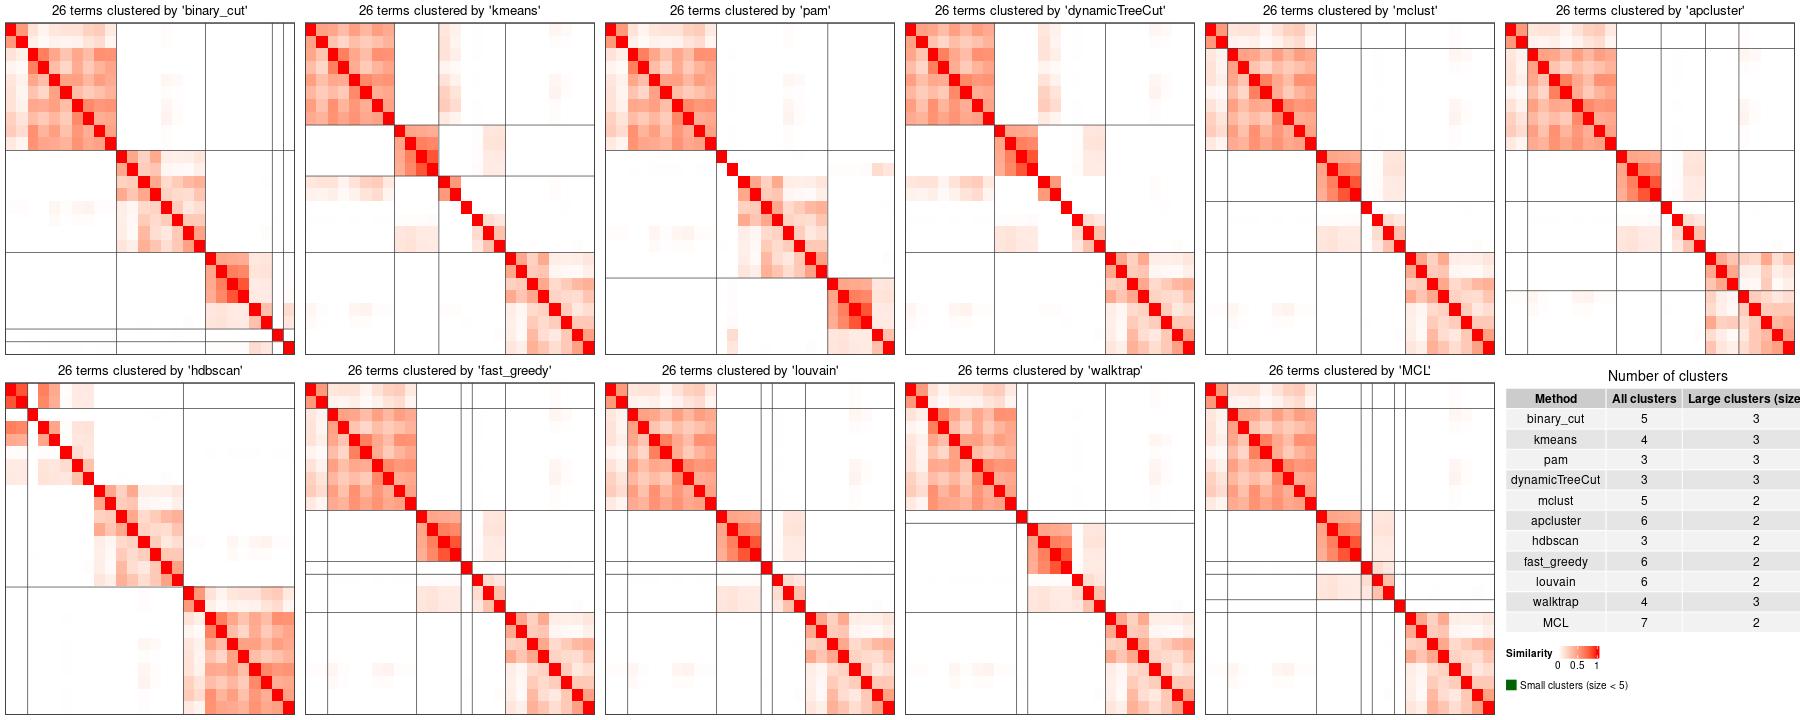 26 terms clustered by 'binary_cut'
26 terms clustered by 'kmeans'
26 terms clustered by 'pam'
26 terms clustered by 'dynamicTreeCut'
26 terms clustered by 'mclust'
26 terms clustered by 'apcluster'
26 terms clustered by 'hdbscan'
26 terms clustered by 'fast_greedy'
26 terms clustered by 'louvain'
26 terms clustered by 'walktrap'
26 terms clustered by 'MCL'
Number of clusters
Method All clusters Large clusters (size
binary_cut 5 3
kmeans 4 3
pam 3 3
dynamicTreeCut 3 3
mclust 5 2
apcluster 6 2
hdbscan 3 2
fast_greedy 6 2
louvain 6 2
walktrap 4 3
MCL 7 2
Similarity
0 0.5 1
Small clusters (size < 5)